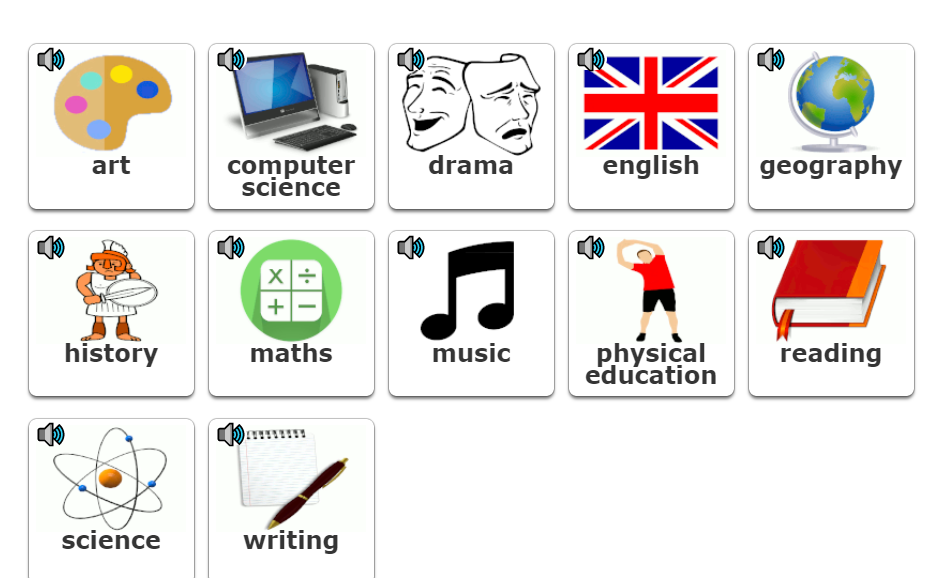 art
computer
science
drama
english
geography
history
maths
music
physical
education
reading
science
writing